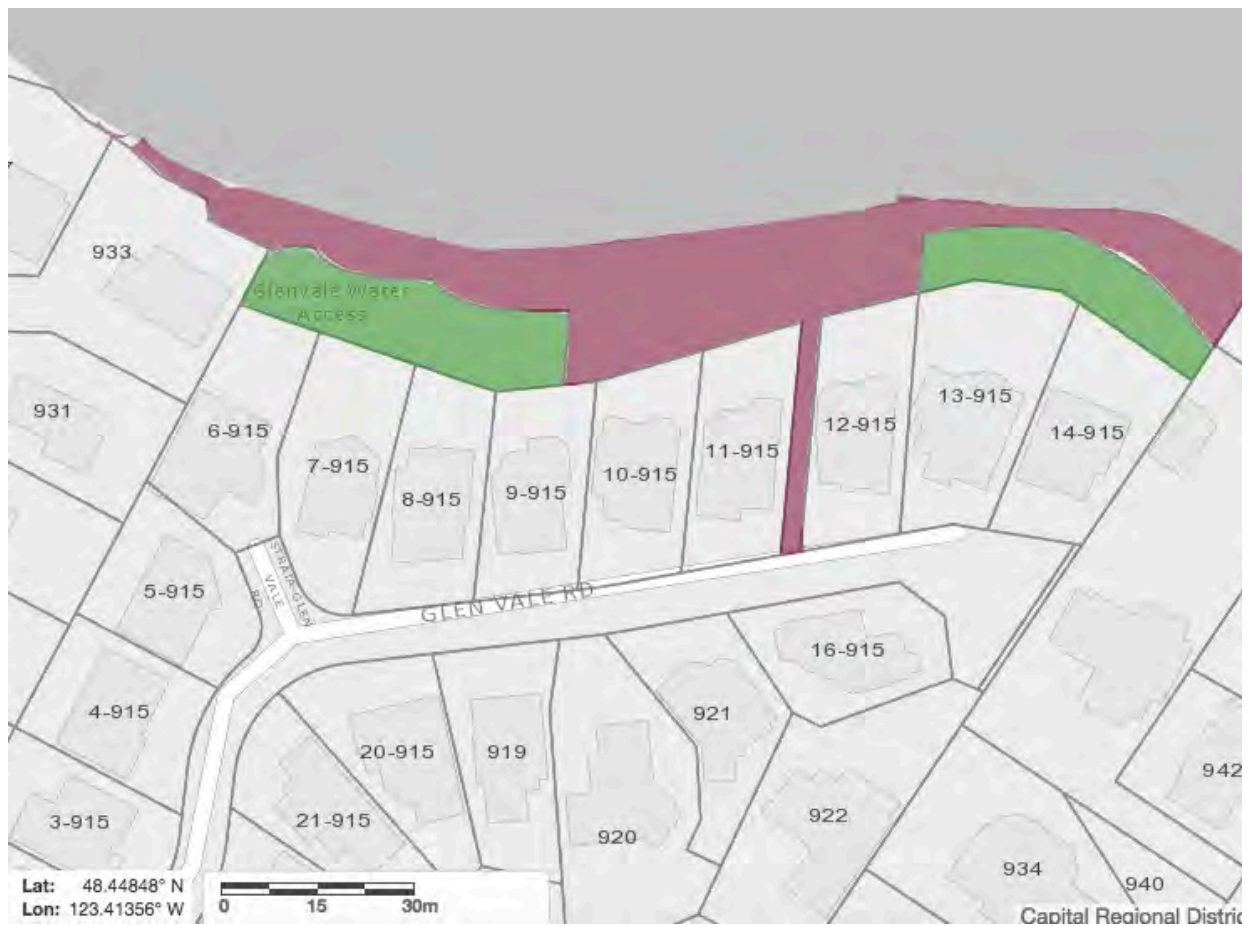 933
Glenvale Water
Access
931
6-915
7-915
8-915
9-915
10-915
11-915
12-915
13-915
14-915
STRATA-GLEN
VALE
RD
GLEN VALE RD
5-915
16-915
4-915
921
20-915
919
942
3-915
21-915
920
922
934
940
Lat: 48.44848° N
Lon: 123.41356° W
0 15 30m
Capital Regional Distric